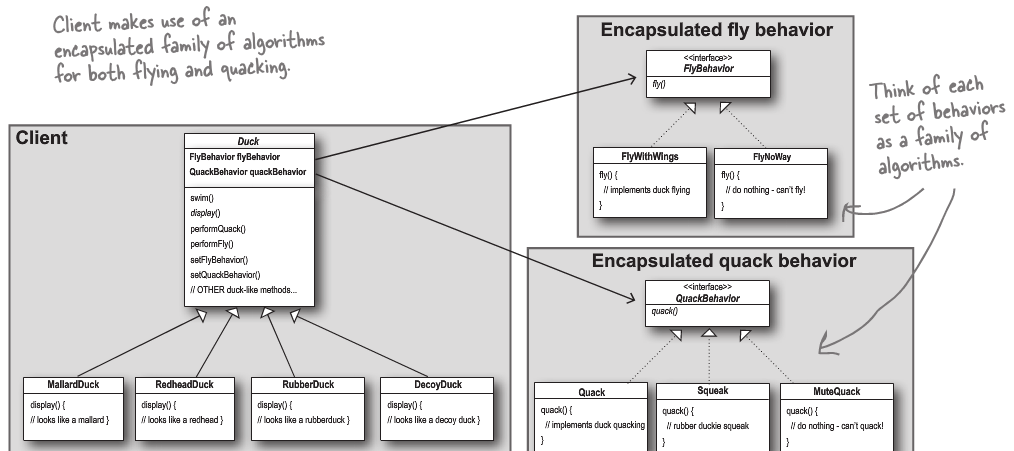 Client makes use of an
encapsulated family of algorithms
for both flying and quacking.
Encapsulated fly behavior
<<interface>>
FlyBehavior
fly()
FlyWithWings
fly() {
// implements duck flying
}
FlyNoWay
fly() {
// do nothing - can't fly!
}
Think of each
set of behaviors
as a family of
algorithms.
Client
Duck
FlyBehavior flyBehavior
QuackBehavior quackBehavior
swim()
display()
performQuack()
performFly()
setFlyBehavior()
setQuackBehavior()
// OTHER duck-like methods...
MallardDuck
display() {
// looks like a mallard }
RedheadDuck
display() {
// looks like a redhead }
RubberDuck
display() {
// looks like a rubberduck }
DecoyDuck
display() {
// looks like a decoy duck }
Encapsulated quack behavior
<<interface>>
QuackBehavior
quack()
Quack
quack() {
// implements duck quacking
}
Squeak
quack() {
// rubber duckie squeak
}
MuteQuack
quack() {
// do nothing - can't quack!
}